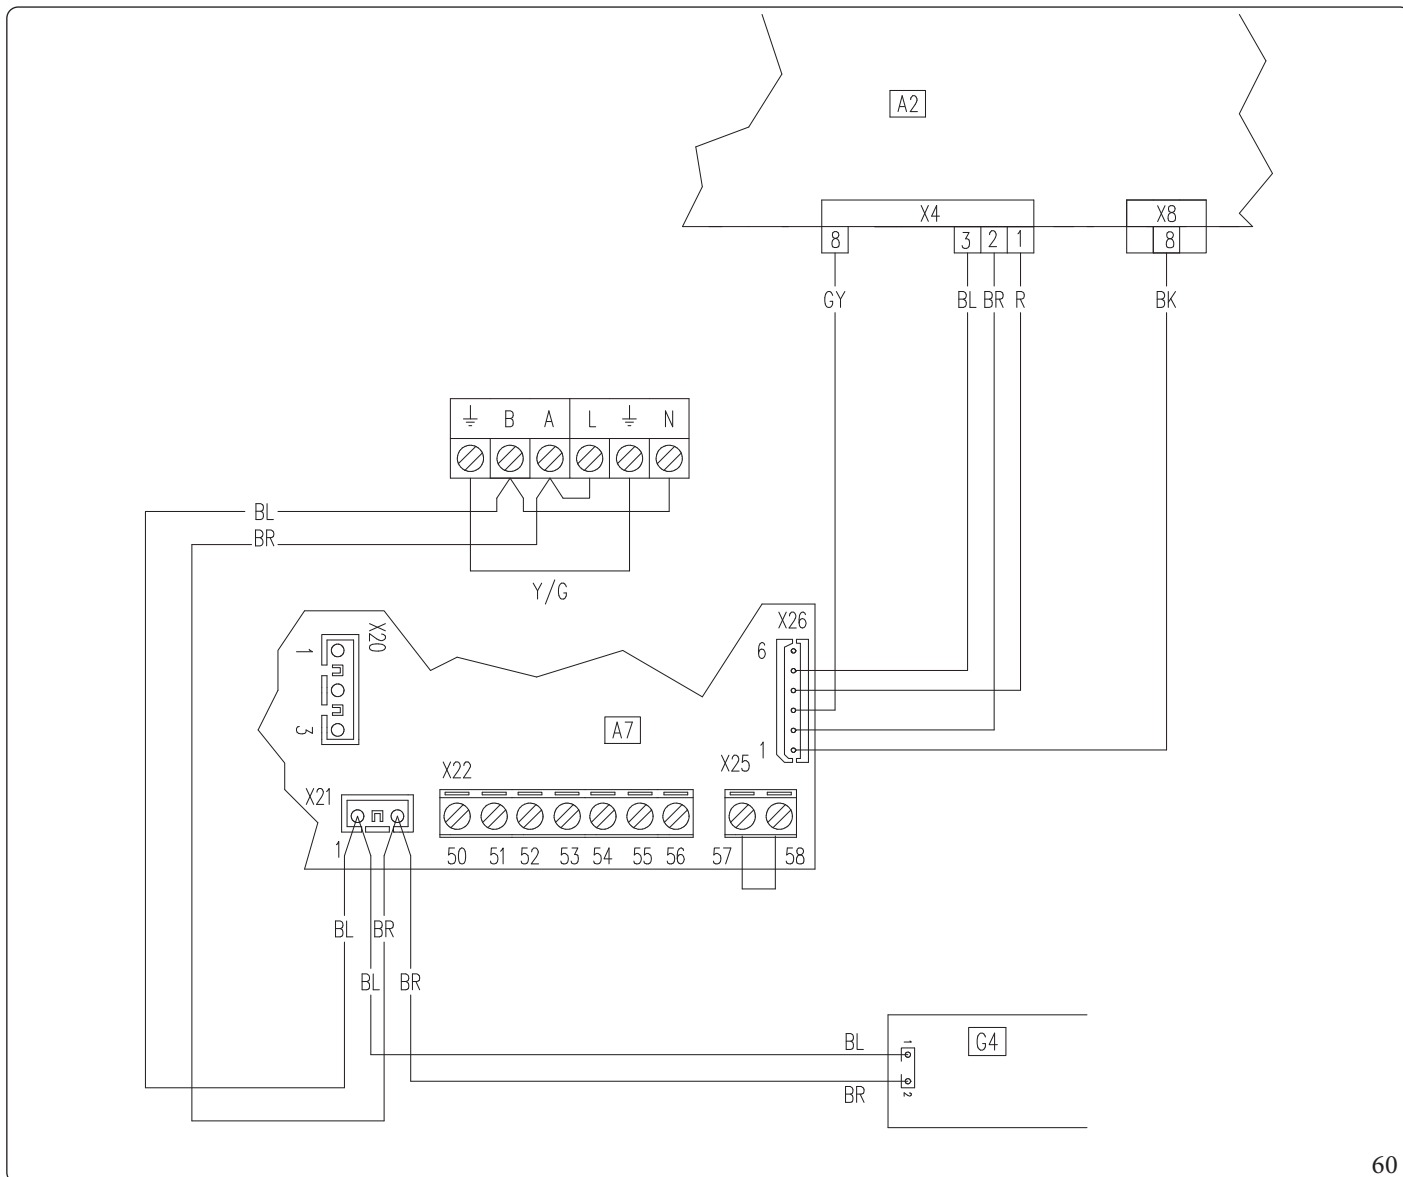 A2
X4 X8
8 3 2 1 8
GY BL BR R BK
⏚ B A L ⏚ N
BL
BR
Y/G
X20
1
3
X26
6
1
A7
X25
X22
X21
1
50 51 52 53 54 55 56 57 58
BL BR
BL BR
G4
BL
1
BR
2
60